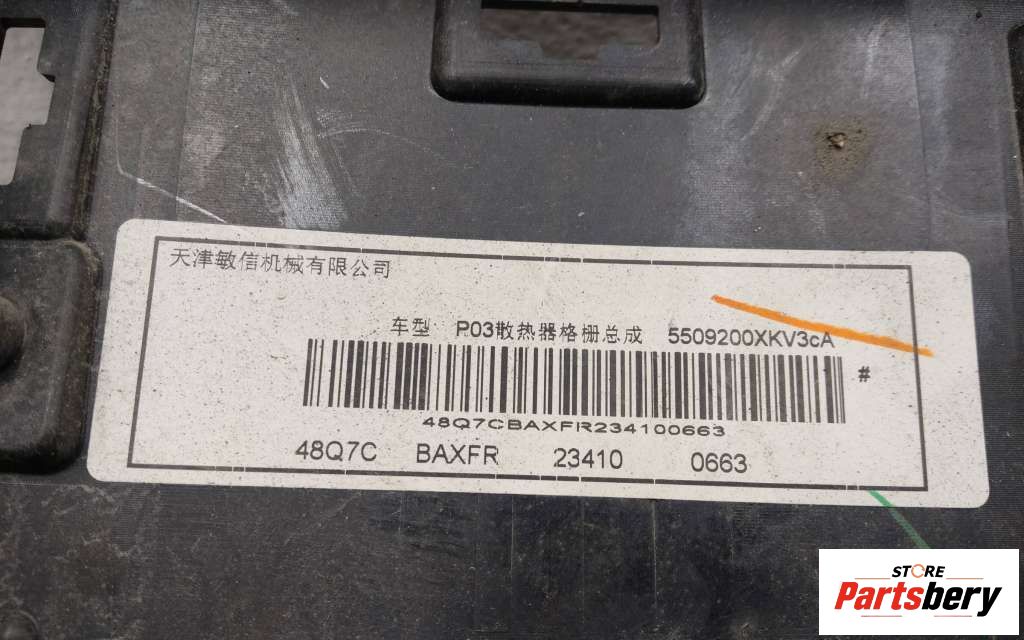 天津敏信机械有限公司
车型 P03散热器格栅总成 5509200XKV3cA
#
48Q7CBAXFR234100663
48Q7C BAXFR 23410 0663
STORE
Partsbery